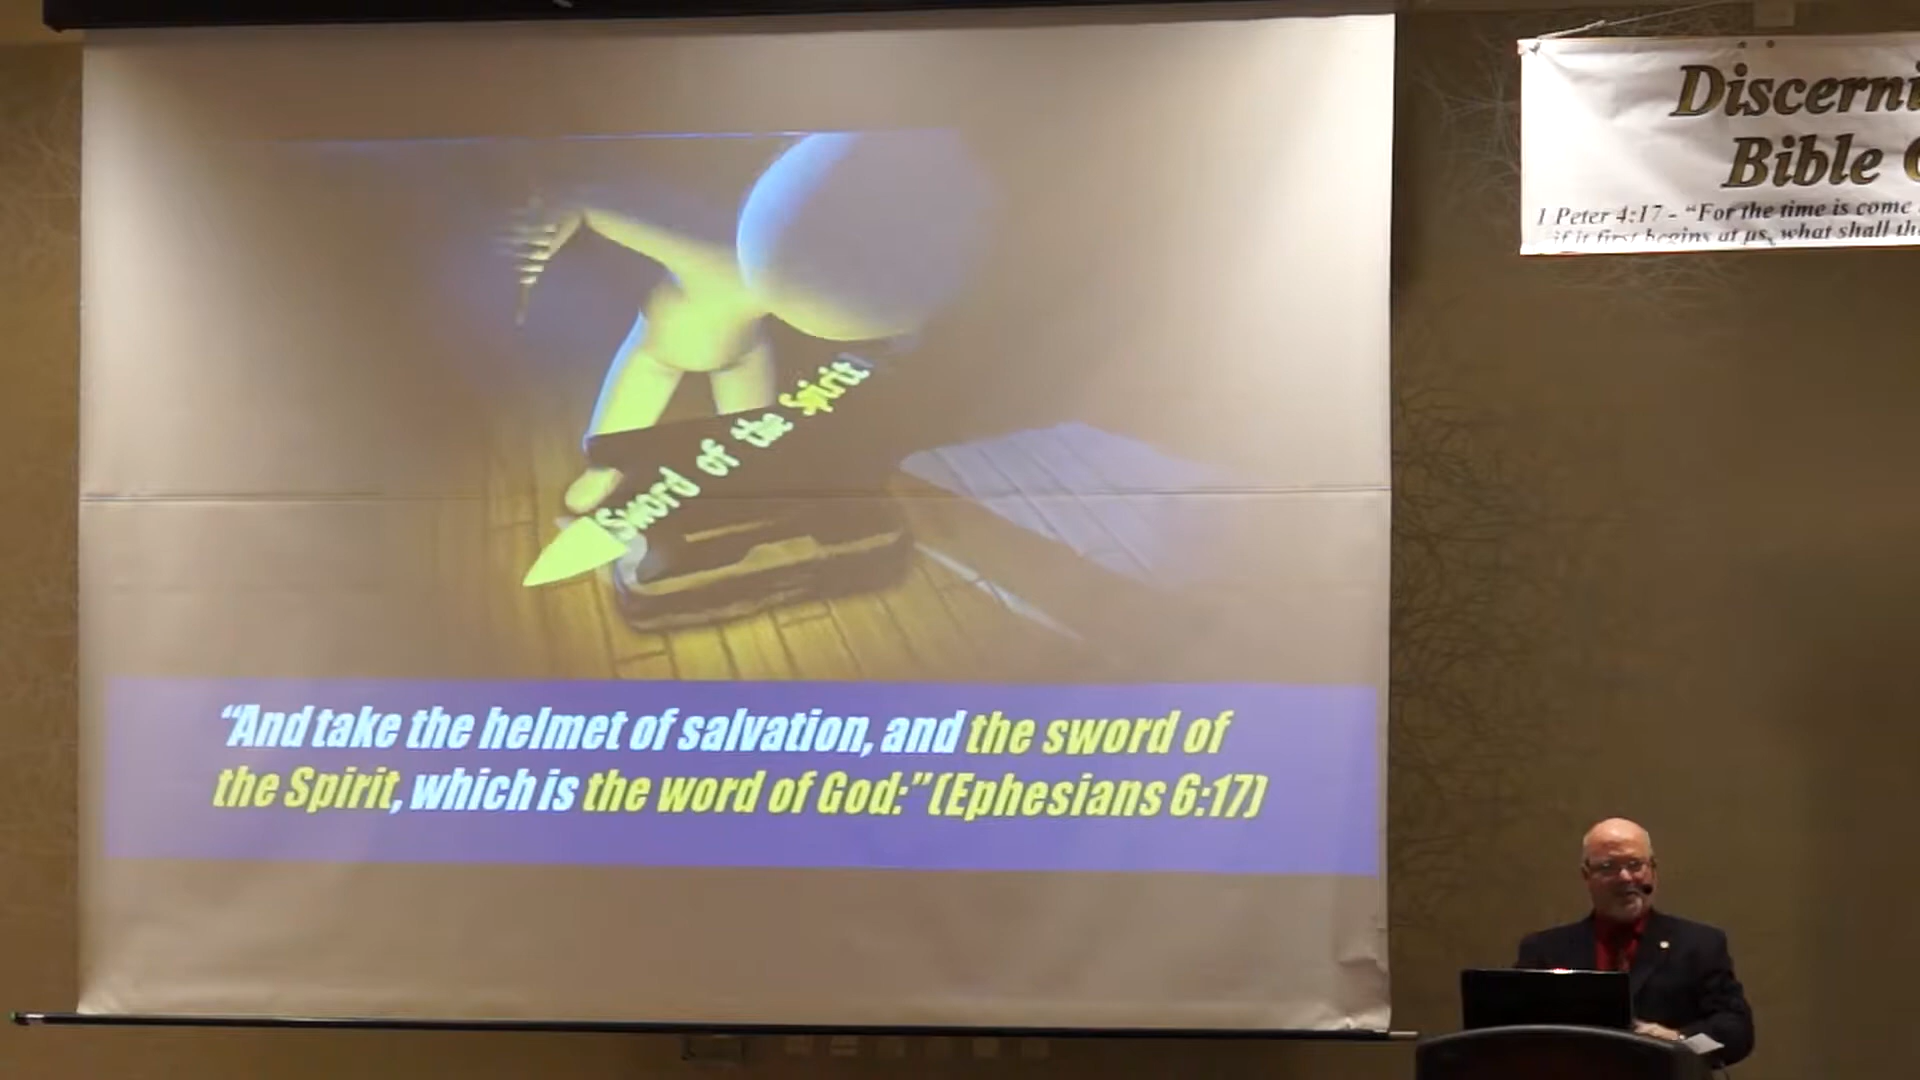 Sword of the Spirit
“And take the helmet of salvation, and the sword of
the Spirit, which is the word of God:” (Ephesians 6:17)
Discerni
Bible
1 Peter 4:17 - “For the time is come
if it first begins at us, what shall th